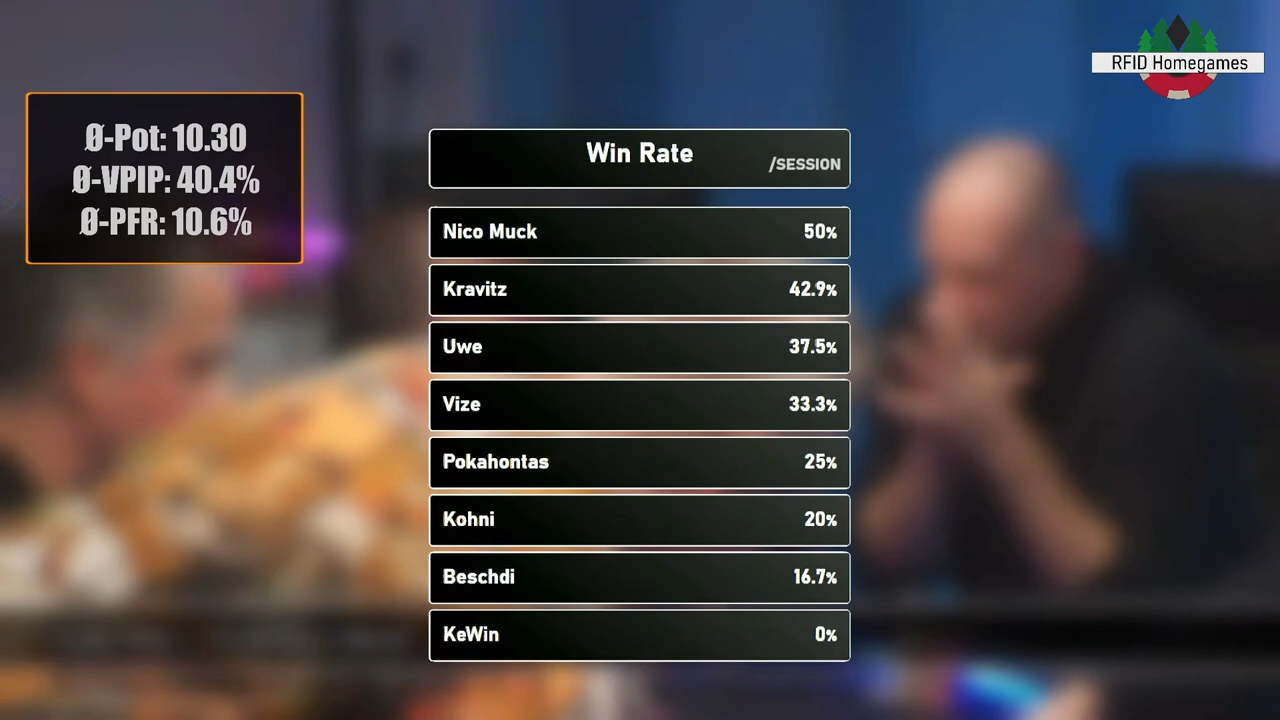 RFID Homegames
Ø-Pot: 10.30
Ø-VPIP: 40.4%
Ø-PFR: 10.6%
Win Rate /SESSION
Nico Muck 50%
Kravitz 42.9%
Uwe 37.5%
Vize 33.3%
Pokahontas 25%
Kohni 20%
Beschdi 16.7%
KeWin 0%